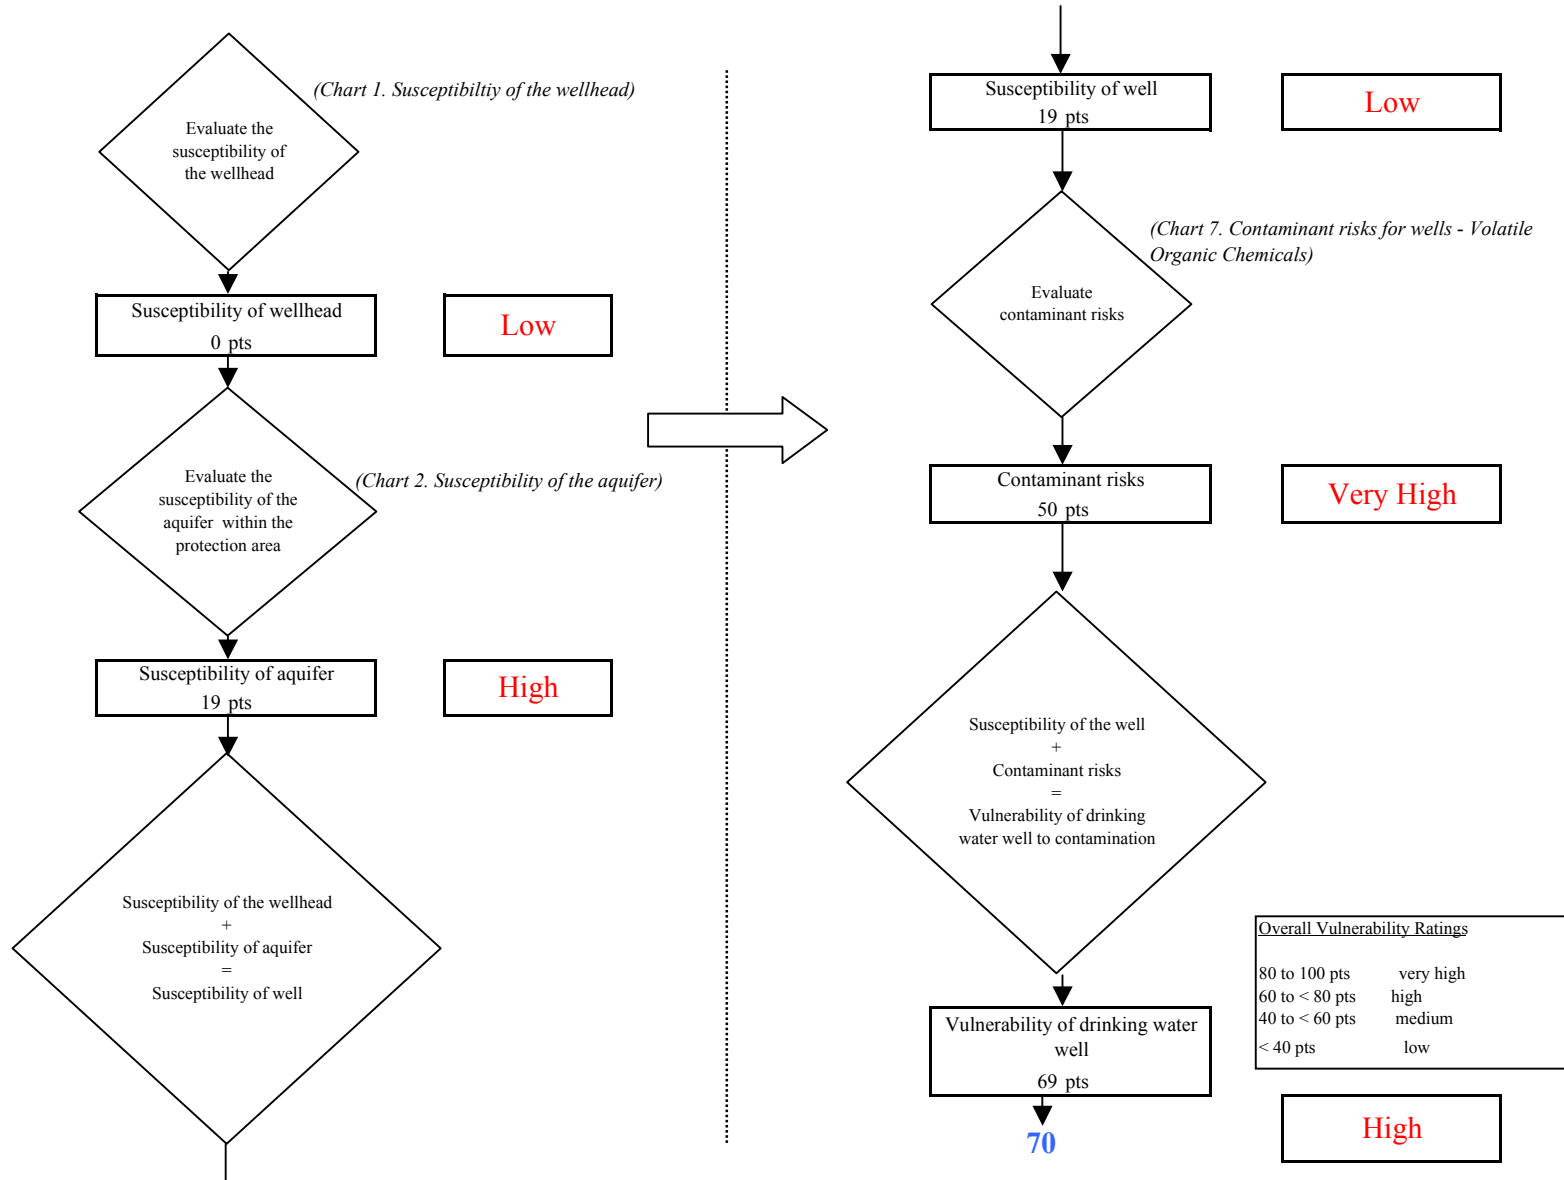 (Chart 1. Susceptibiltiy of the wellhead)
Evaluate the
susceptibility of
the wellhead
Susceptibility of wellhead
0 pts
Low
Evaluate the
susceptibility of the
aquifer within the
protection area
(Chart 2. Susceptibility of the aquifer)
Susceptibility of aquifer
19 pts
High
Susceptibility of the wellhead
+
Susceptibility of aquifer
=
Susceptibility of well
Susceptibility of well
19 pts
Low
(Chart 7. Contaminant risks for wells - Volatile
Organic Chemicals)
Evaluate
contaminant risks
Contaminant risks
50 pts
Very High
Susceptibility of the well
+
Contaminant risks
=
Vulnerability of drinking
water well to contamination
Overall Vulnerability Ratings
80 to 100 pts very high
60 to < 80 pts high
40 to < 60 pts medium
< 40 pts low
Vulnerability of drinking water
well
69 pts
70
High